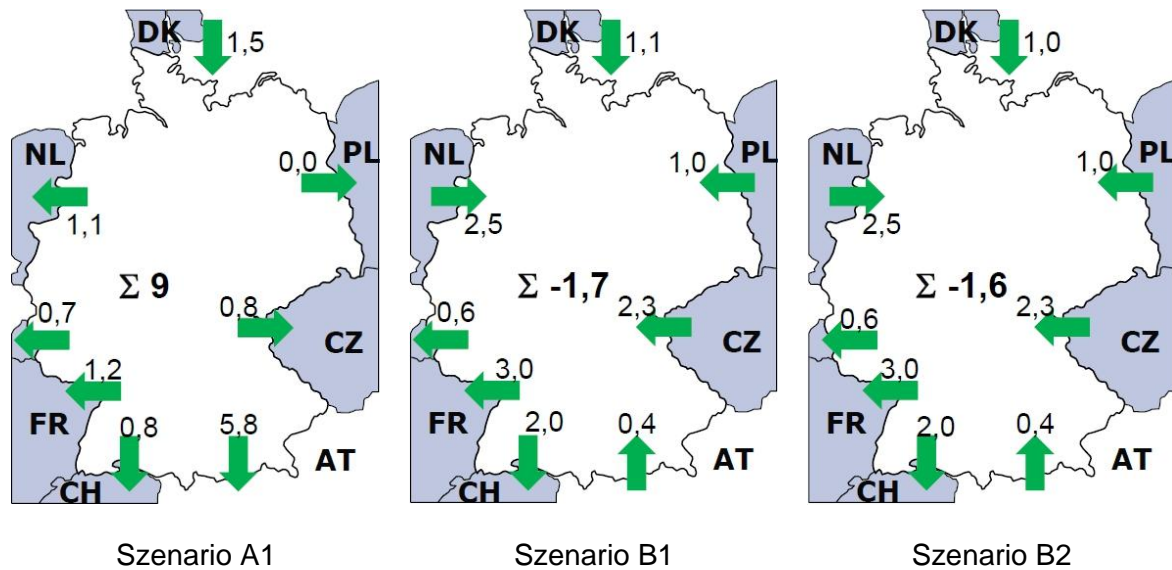 DK
1,5
NL
PL
0,0
1,1
Σ 9
0,7
0,8
CZ
1,2
FR
0,8
5,8
AT
CH
Szenario A1
DK
1,1
NL
PL
1,0
2,5
Σ -1,7
0,6
2,3
CZ
3,0
FR
2,0
0,4
AT
CH
Szenario B1
DK
1,0
NL
PL
1,0
2,5
Σ -1,6
0,6
2,3
CZ
3,0
FR
2,0
0,4
AT
CH
Szenario B2